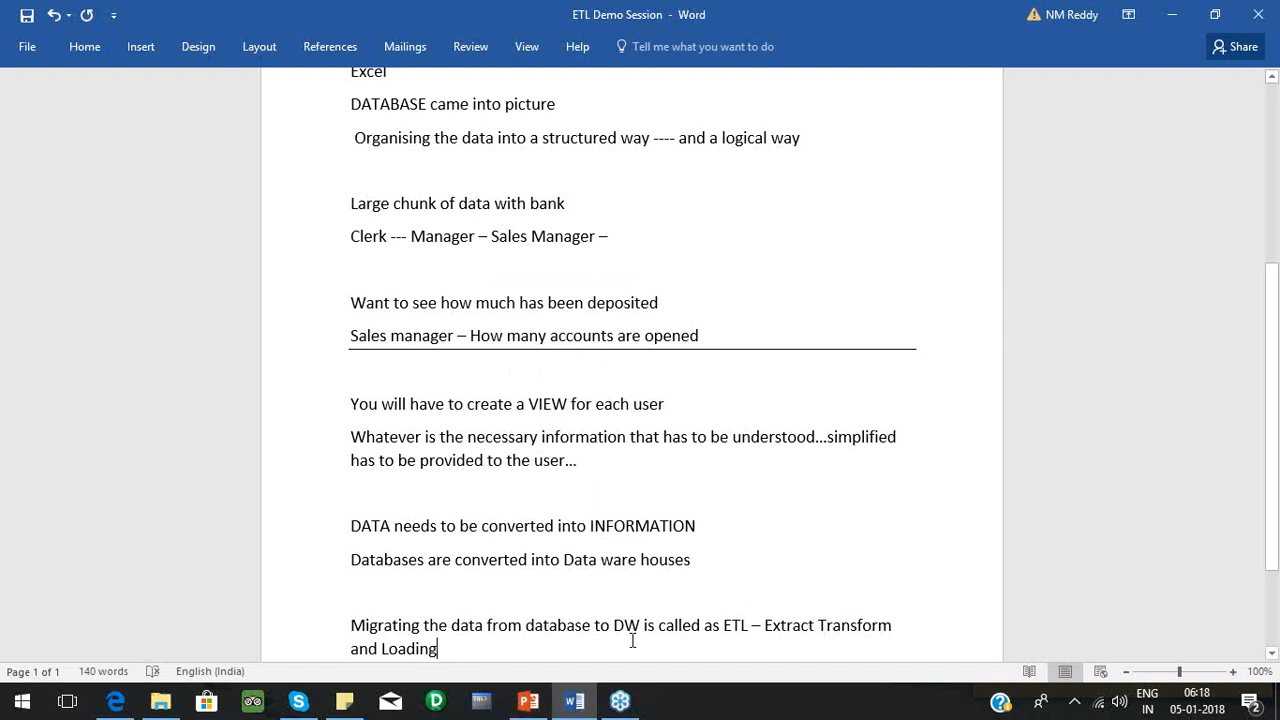 ETL Demo Session - Word
NM Reddy
File Home Insert Design Layout References Mailings Review View Help Tell me what you want to do Share
Excel
DATABASE came into picture
Organising the data into a structured way ---- and a logical way
Large chunk of data with bank
Clerk --- Manager – Sales Manager –
Want to see how much has been deposited
Sales manager – How many accounts are opened
You will have to create a VIEW for each user
Whatever is the necessary information that has to be understood...simplified
has to be provided to the user...
DATA needs to be converted into INFORMATION
Databases are converted into Data ware houses
Migrating the data from database to DW is called as ETL – Extract Transform
and Loading
Page 1 of 1 140 words English (India) 100%
ENG 06:18
IN 05-01-2018 2